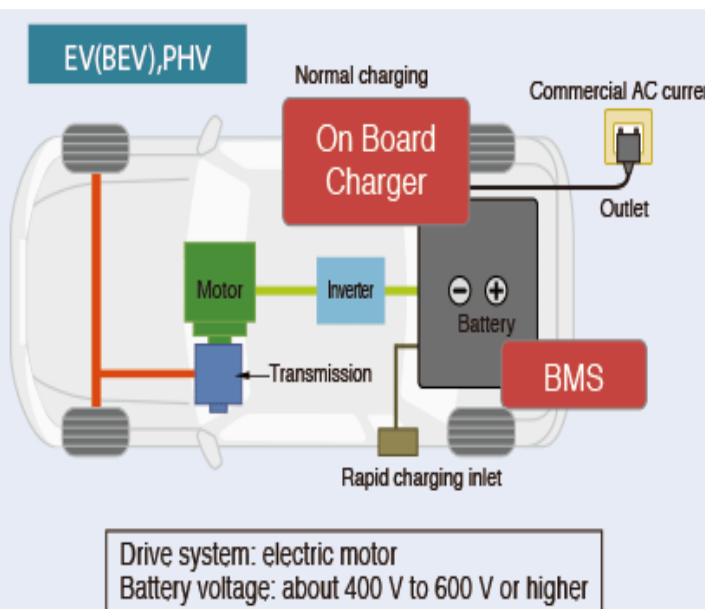 EV(BEV),PHV
Normal charging
Commercial AC curren
On Board
Charger
Outlet
Motor
Inverter
Battery
Transmission
BMS
Rapid charging inlet
Drive system: electric motor
Battery voltage: about 400 V to 600 V or higher